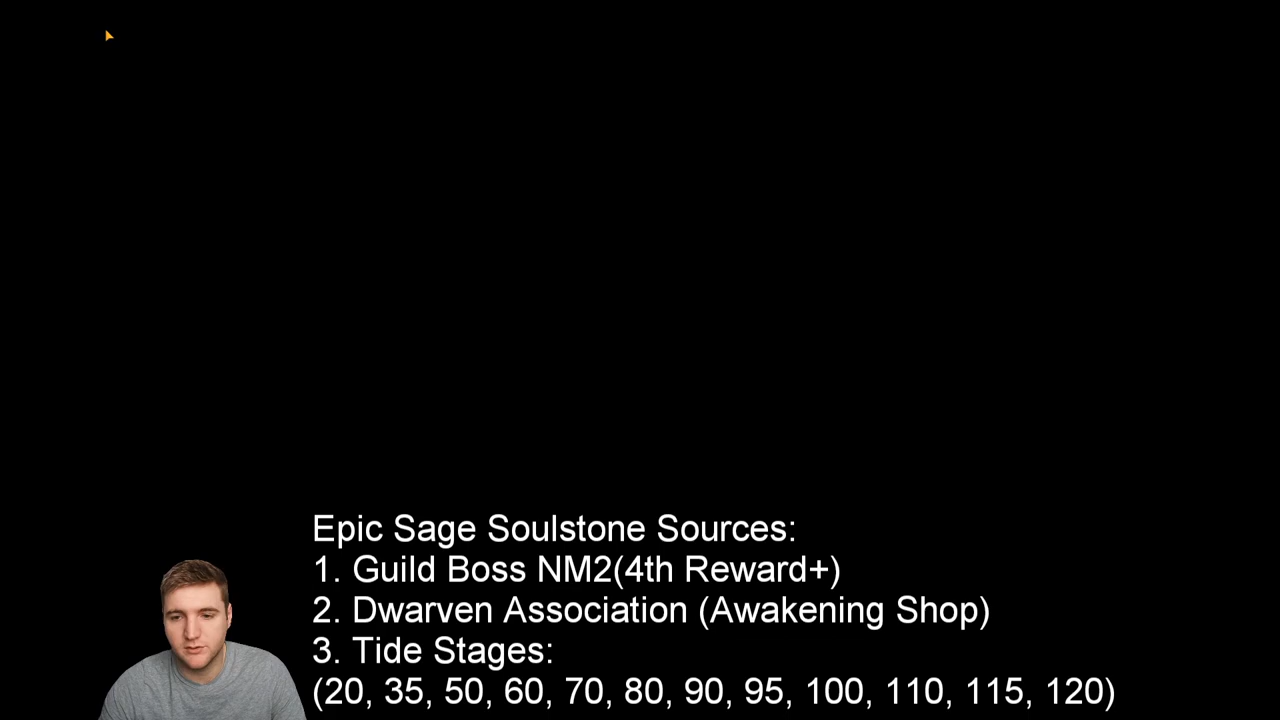 Epic Sage Soulstone Sources:
1. Guild Boss NM2(4th Reward+)
2. Dwarven Association (Awakening Shop)
3. Tide Stages:
(20, 35, 50, 60, 70, 80, 90, 95, 100, 110, 115, 120)